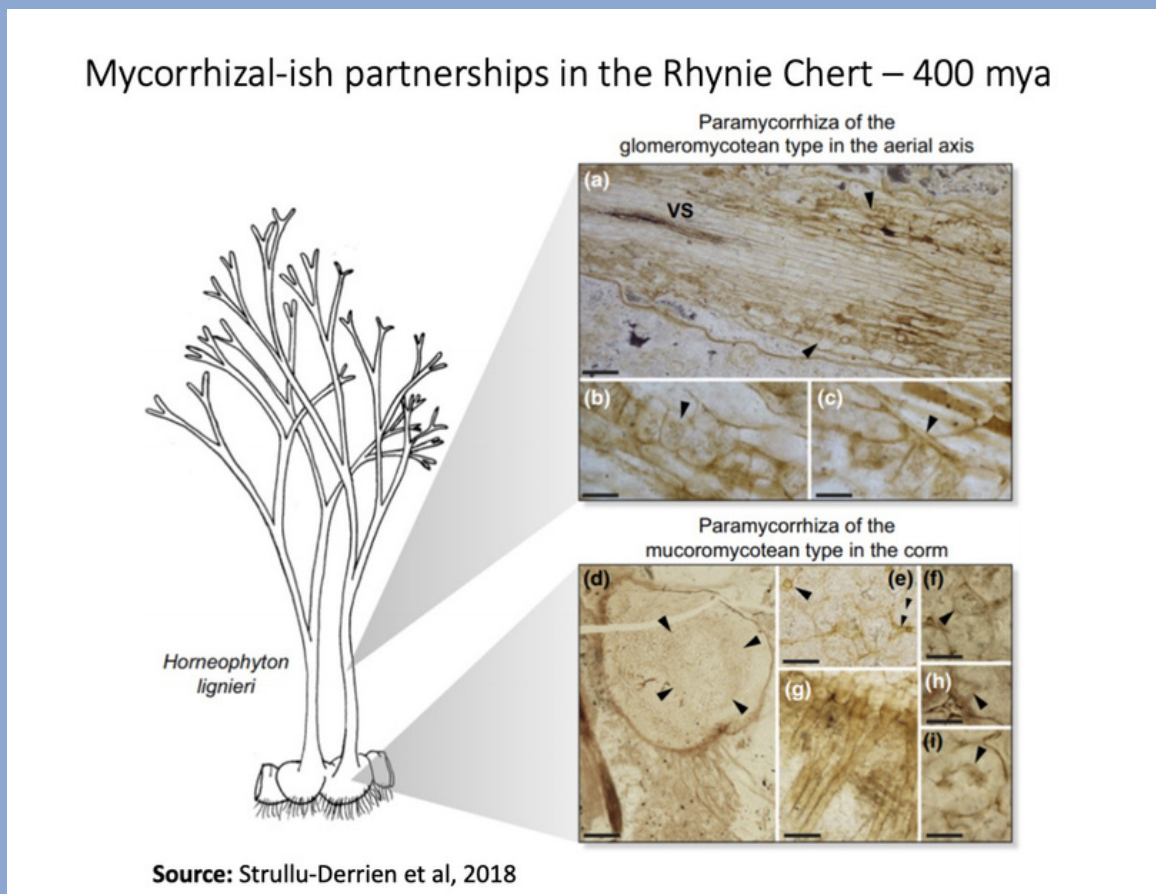 Mycorrhizal-ish partnerships in the Rhynie Chert – 400 mya
Paramycorrhiza of the
glomeromycotean type in the aerial axis
(a)
VS
(b)
(c)
Paramycorrhiza of the
mucoromycotean type in the corm
(d)
(e)
(f)
(g)
(h)
(i)
Horneophyton
lignieri
Source: Strullu-Derrien et al, 2018